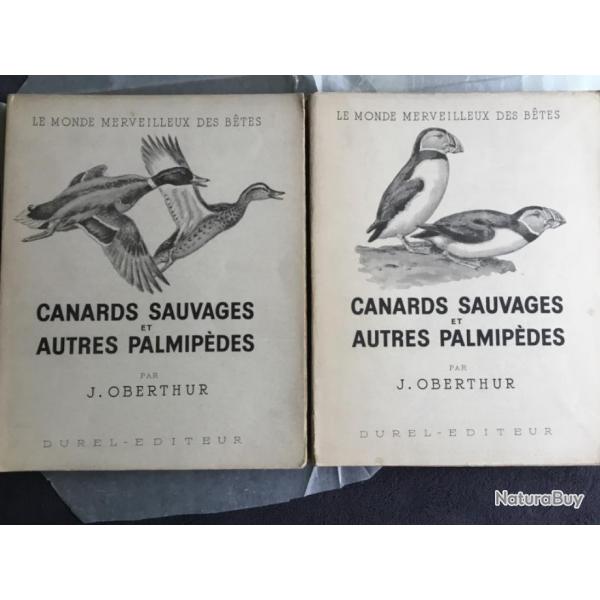 LE MONDE MERVEILLEUX DES BÊTES
CANARDS SAUVAGES
ET
AUTRES PALMIPÈDES
PAR
J. OBERTHUR
DUREL-EDITEUR
LE MONDE MERVEILLEUX DES BÊTES
CANARDS SAUVAGES
ET
AUTRES PALMIPÈDES
PAR
J. OBERTHUR
DUREL-EDITEUR
NaturaBuy